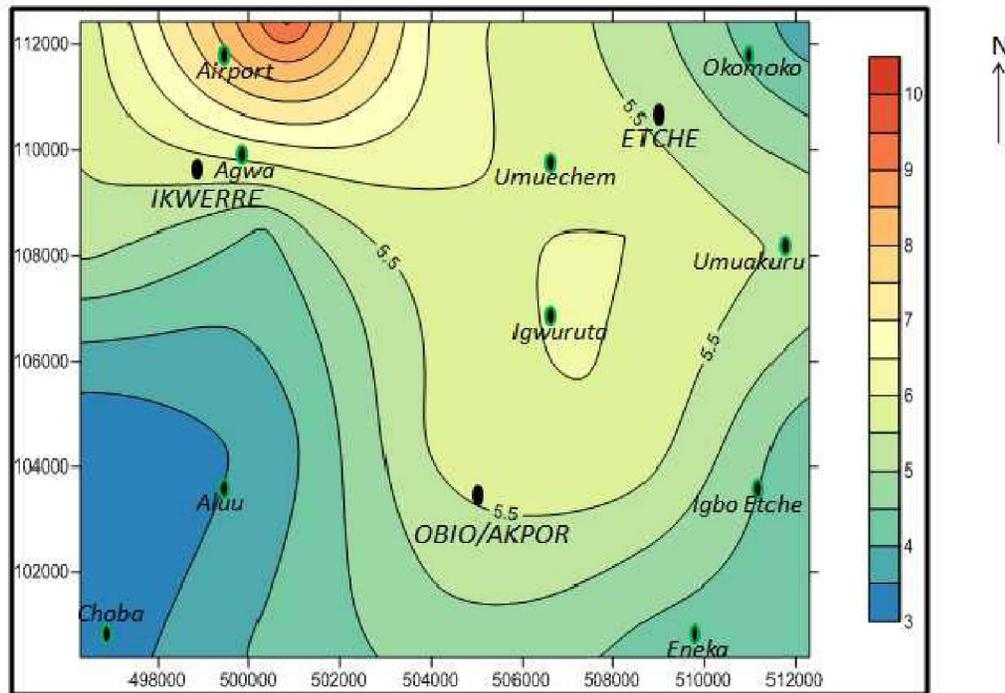 N
112000
Airport
Okomoko
10
5.5
ETCHE
110000
Agwa
Umuechem
9
IKWERRE
108000
5.5
Umuakuru
8
7
Igwuruta
5.5
106000
6
104000
5
Aluu
5.5
Igbo Etche
OBIO/AKPOR
4
102000
Choba
3
Eneka
498000 500000 502000 504000 506000 508000 510000 512000